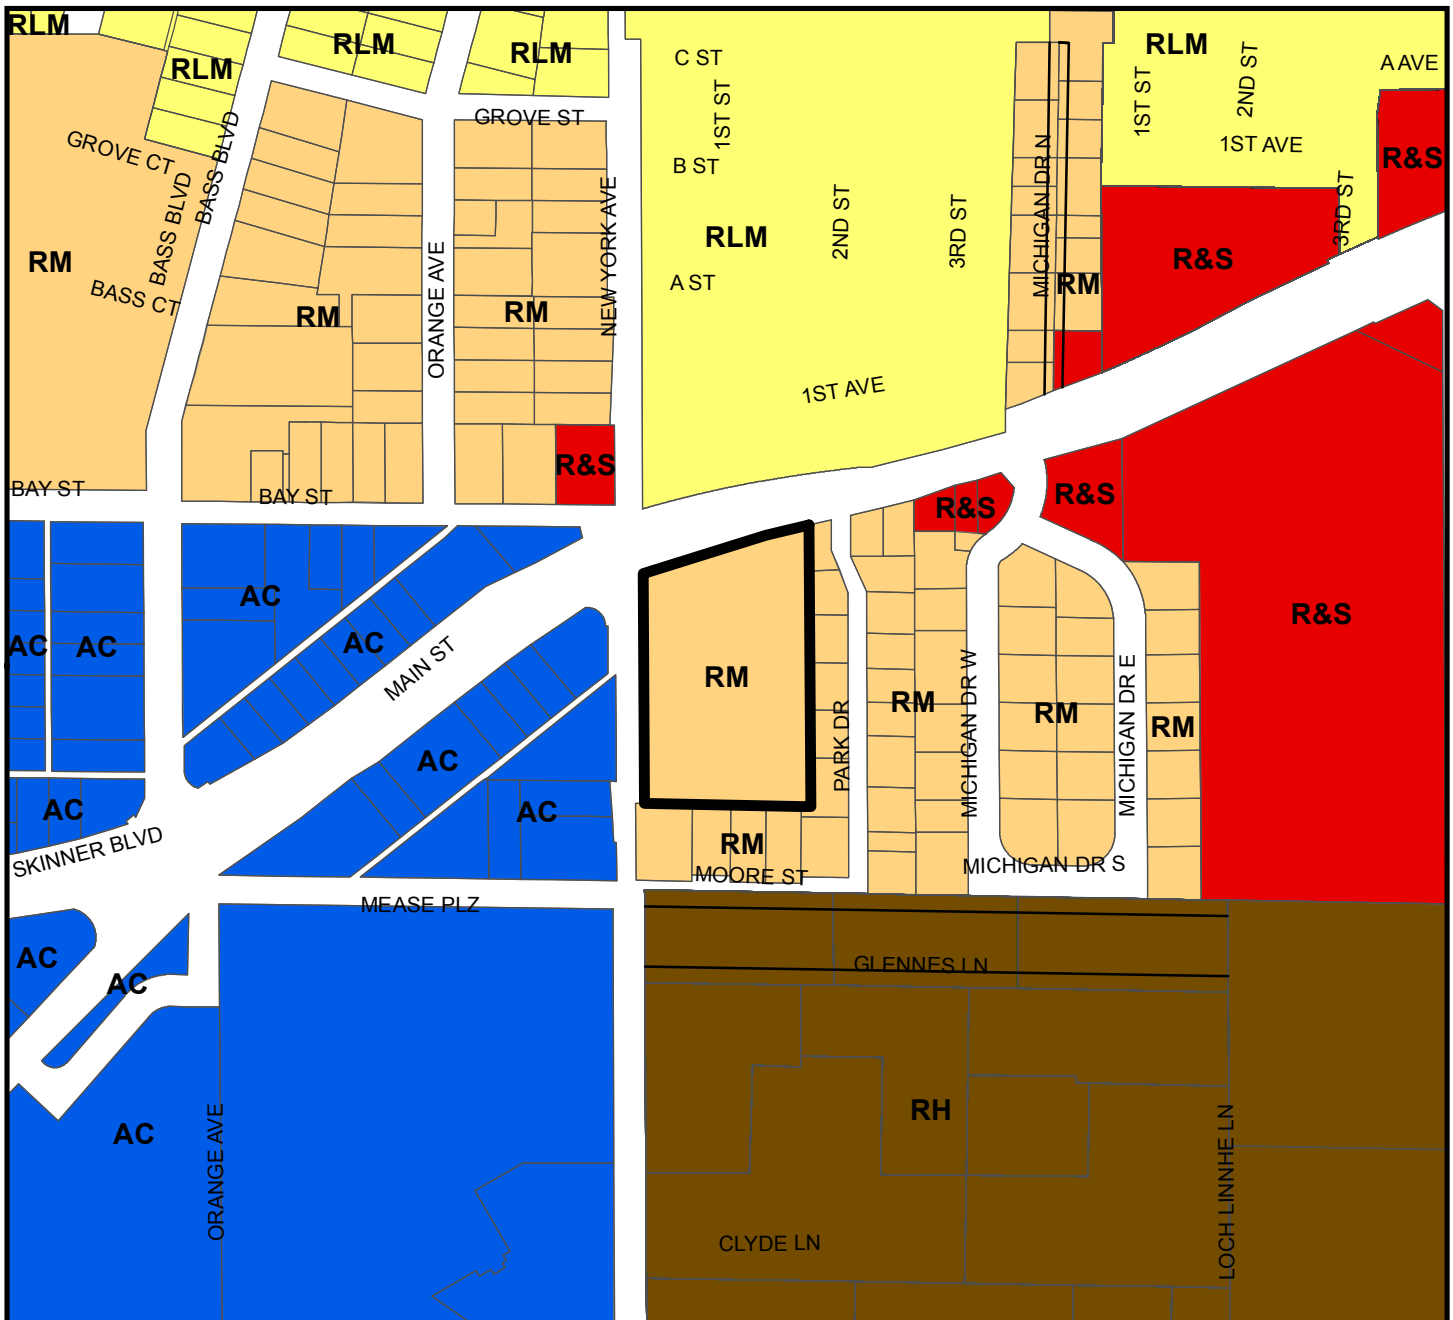 RLM
RLM
RLM
RLM
RLM
C ST
1ST ST
1ST ST
2ND ST
A AVE
GROVE ST
GROVE CT
BASS BLVD
BASS BLVD
B ST
1ST AVE
R&S
MICHIGAN DR N
NEW YORK AVE
RLM
2ND ST
3RD ST
3RD ST
R&S
RM
BASS CT
ORANGE AVE
A ST
RM
RM
RM
1ST AVE
R&S
BAY ST
BAY ST
R&S
R&S
AC
AC
R&S
AC
AC
MAIN ST
RM
MICHIGAN DR W
MICHIGAN DR E
RM
RM
RM
PARK DR
AC
AC
AC
SKINNER BLVD
RM
MOORE ST
MICHIGAN DR S
MEASE PLZ
AC
AC
GLENNES LN
RH
AC
ORANGE AVE
LOCH LINNHE LN
CLYDE LN